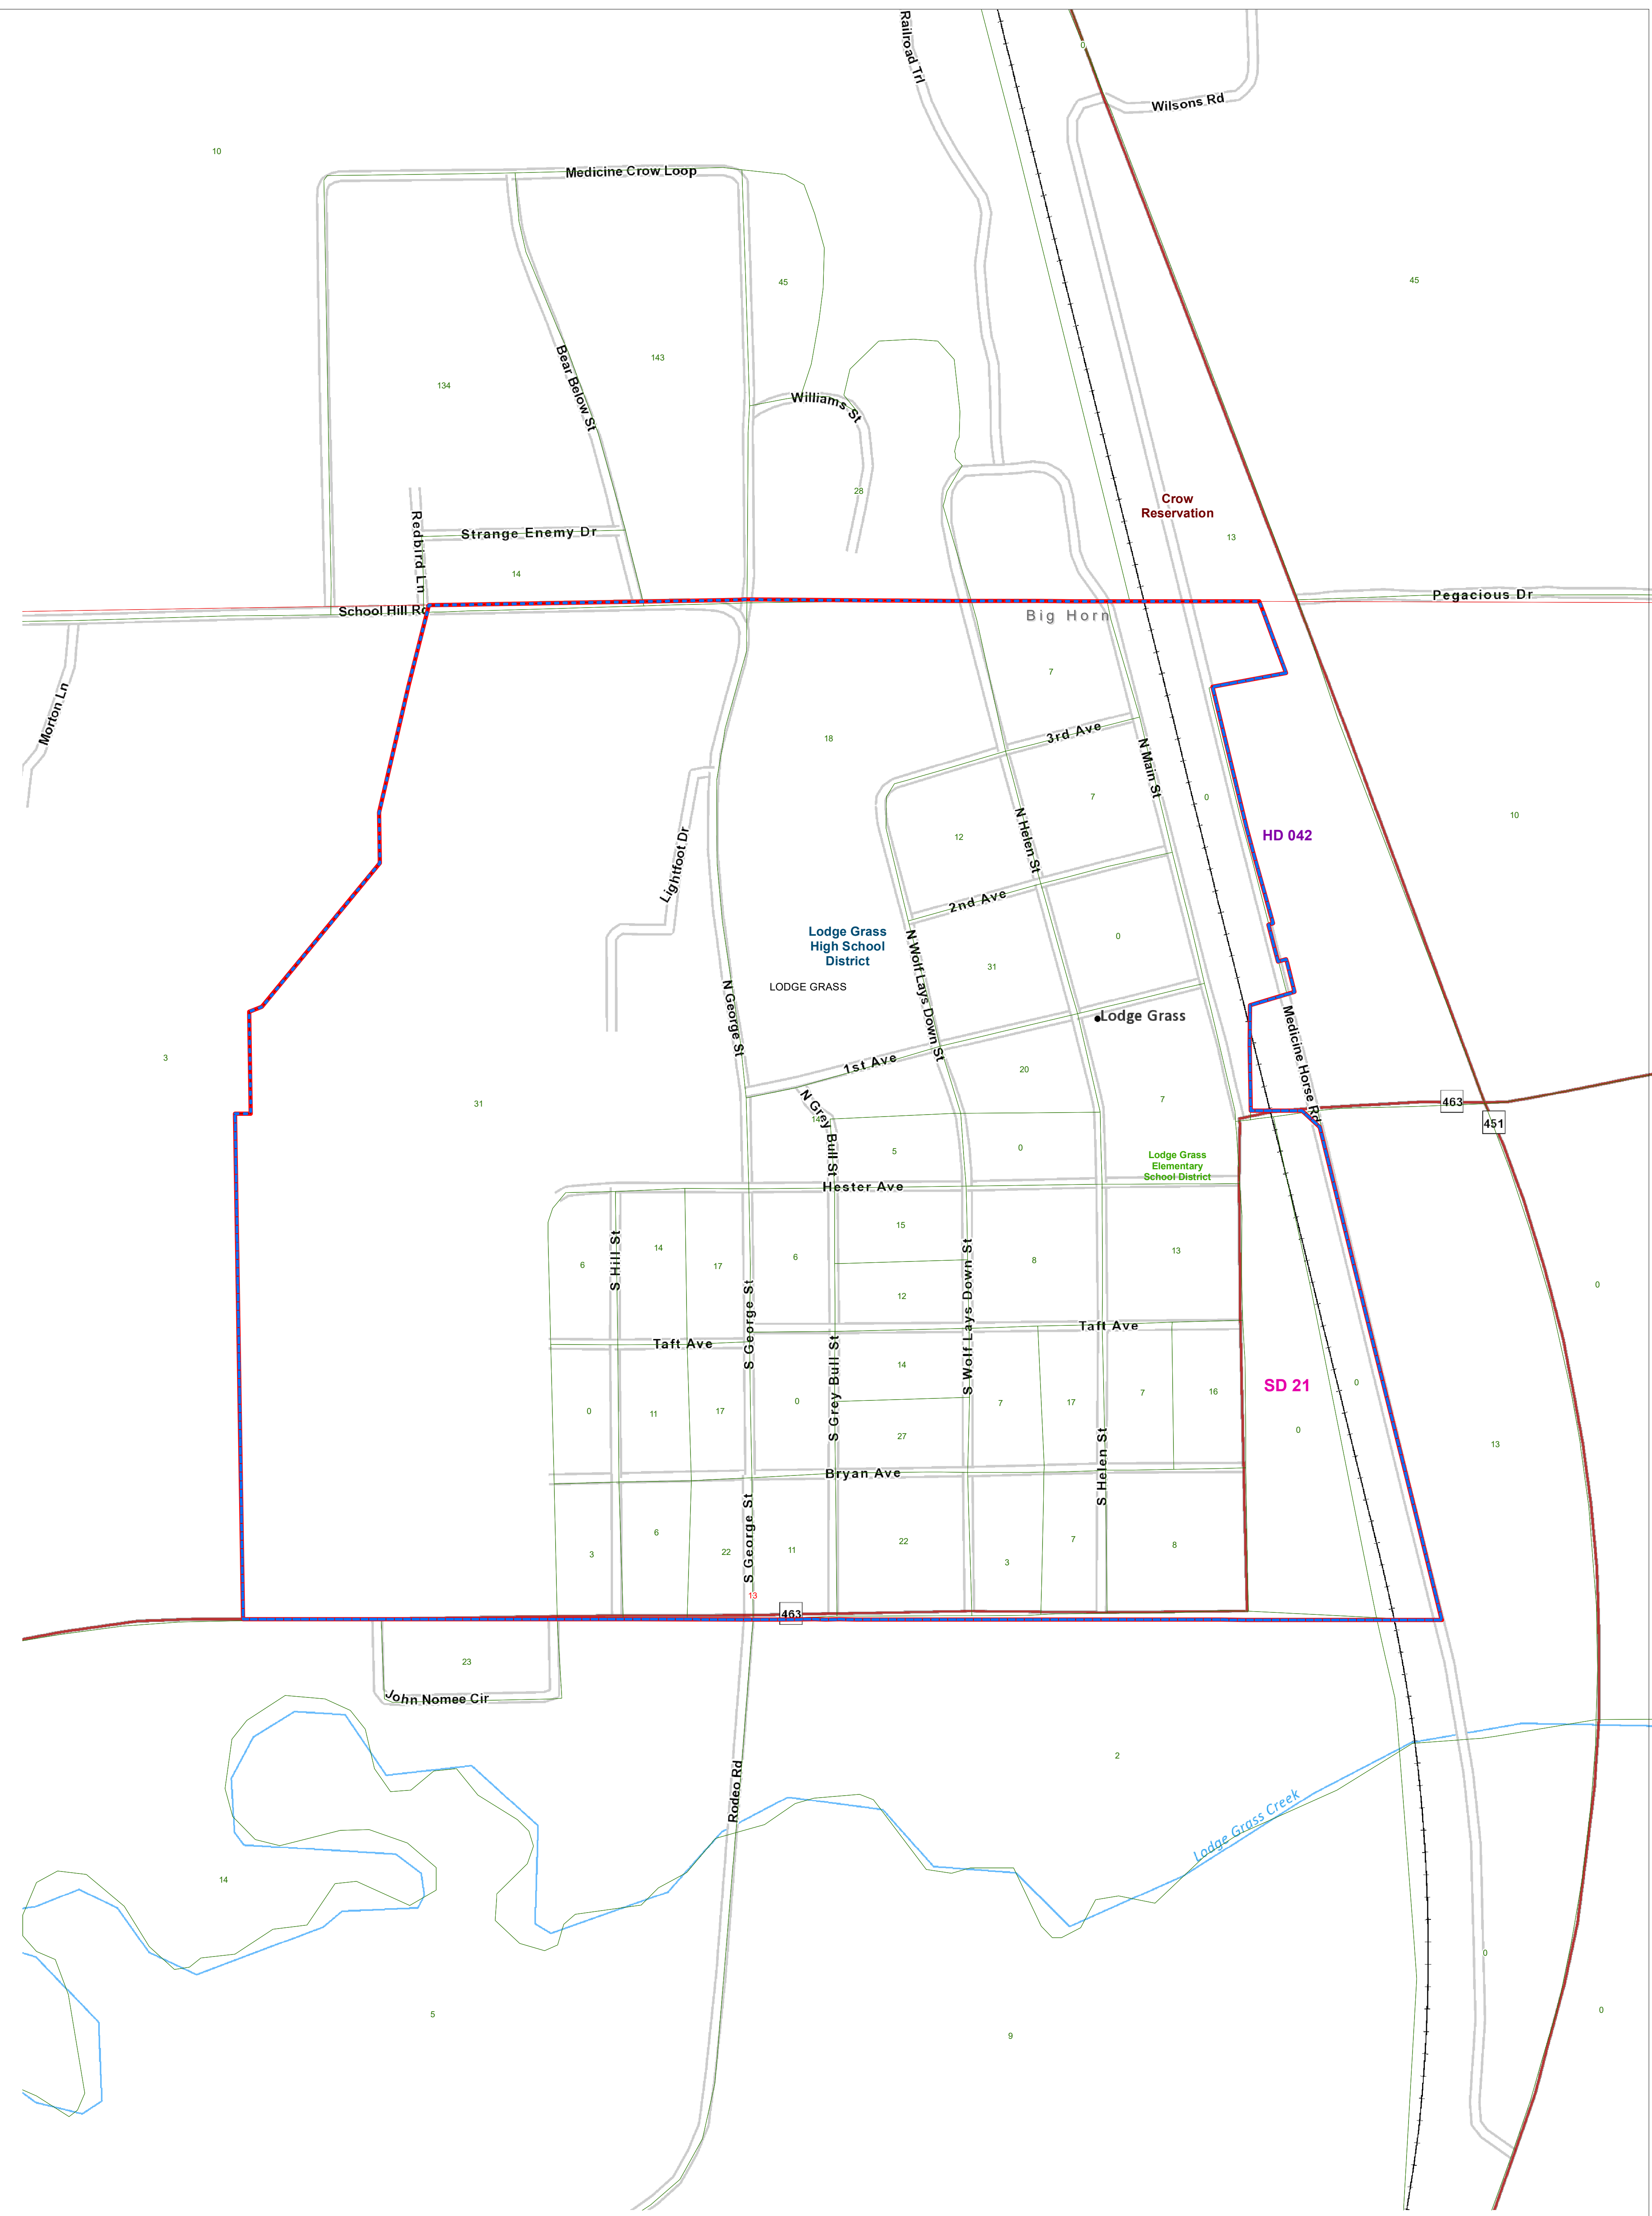 Railroad Trl
0
Wilsons Rd
10
Medicine Crow Loop
45
45
143
134
Bear Below St
Williams St
28
Crow
Reservation
13
Redbird Ln
Strange Enemy Dr
14
School Hill Rd
Pegacious Dr
Big Horn
Morton Ln
7
18
3rd Ave
N Main St
7
0
10
HD 042
12
N Helen St
Lightfoot Dr
2nd Ave
Lodge Grass
High School
District
N Wolf Lays Down St
0
31
LODGE GRASS
N George St
Lodge Grass
Medicine Horse Rd
3
1st Ave
20
31
N Grey Bull St
7
463
451
14
5
0
Lodge Grass
Elementary
School District
Hester Ave
S Hill St
14
6
17
6
15
S Wolf Lays Down St
8
13
0
S George St
12
Taft Ave
Taft Ave
S Grey Bull St
14
SD 21
0
0
11
17
0
7
17
7
16
0
27
S Helen St
13
Bryan Ave
S George St
6
3
22
11
22
3
7
8
13
463
23
John Nomee Cir
2
Rodeo Rd
Lodge Grass Creek
14
0
5
9
0